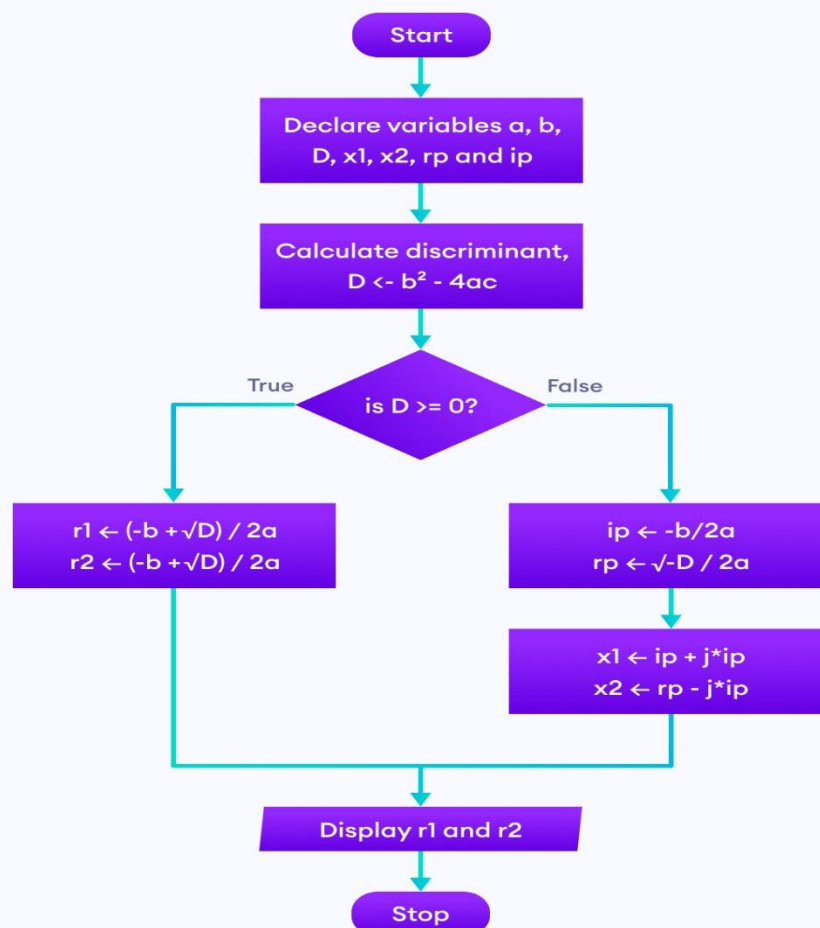 Start
Declare variables a, b,
D, x1, x2, rp and ip
Calculate discriminant,
D <- b² - 4ac
is D >= 0?
True
False
r1 ← (-b +√D) / 2a
r2 ← (-b +√D) / 2a
ip ← -b/2a
rp ← √-D / 2a
x1 ← ip + j*ip
x2 ← rp - j*ip
Display r1 and r2
Stop